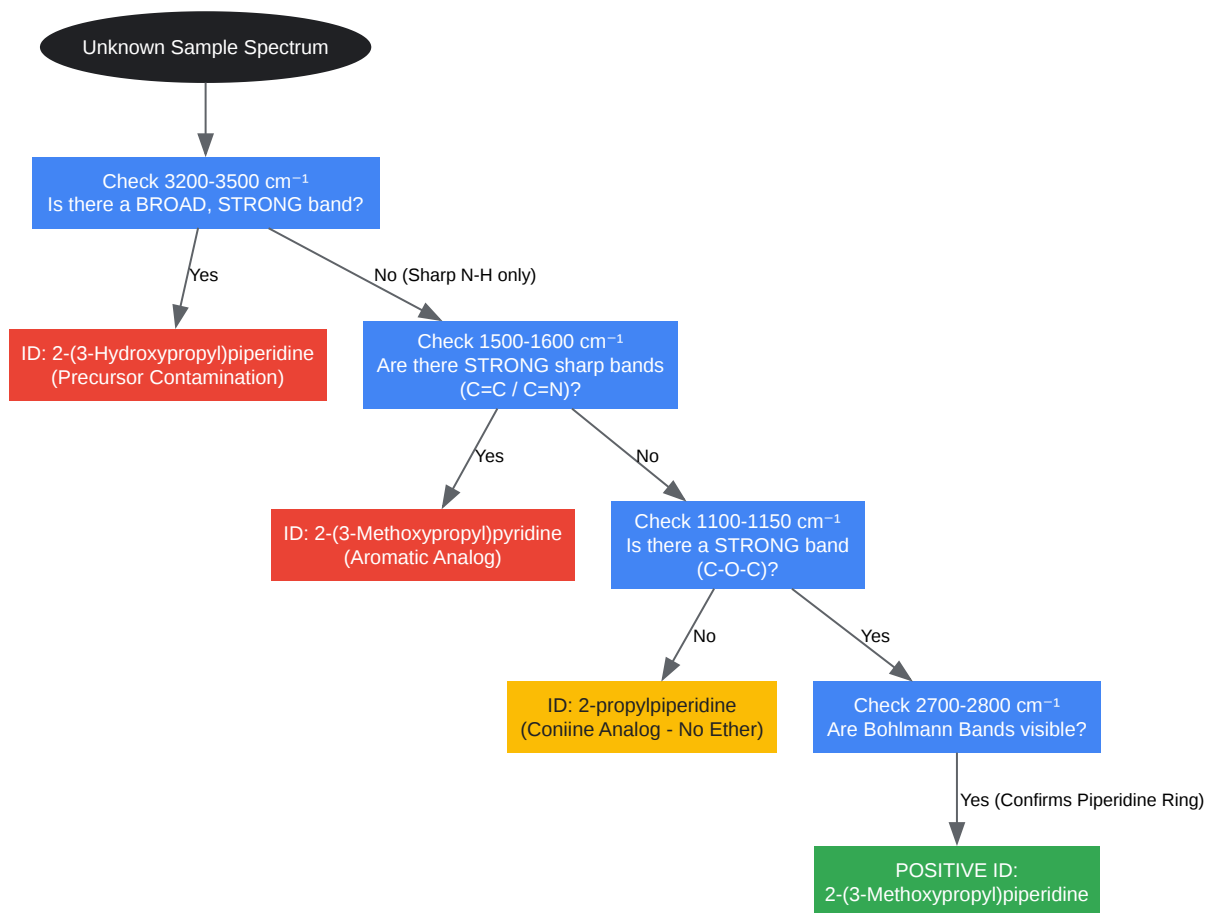 Unknown Sample Spectrum
Check 3200-3500 cm⁻¹
Is there a BROAD, STRONG band?
Yes
No (Sharp N-H only)
ID: 2-(3-Hydroxypropyl)piperidine
(Precursor Contamination)
Check 1500-1600 cm⁻¹
Are there STRONG sharp bands
(C=C / C=N)?
Yes
No
ID: 2-(3-Methoxypropyl)pyridine
(Aromatic Analog)
Check 1100-1150 cm⁻¹
Is there a STRONG band
(C-O-C)?
No
Yes
ID: 2-propylpiperidine
(Coniine Analog - No Ether)
Check 2700-2800 cm⁻¹
Are Bohlmann Bands visible?
Yes (Confirms Piperidine Ring)
POSITIVE ID:
2-(3-Methoxypropyl)piperidine